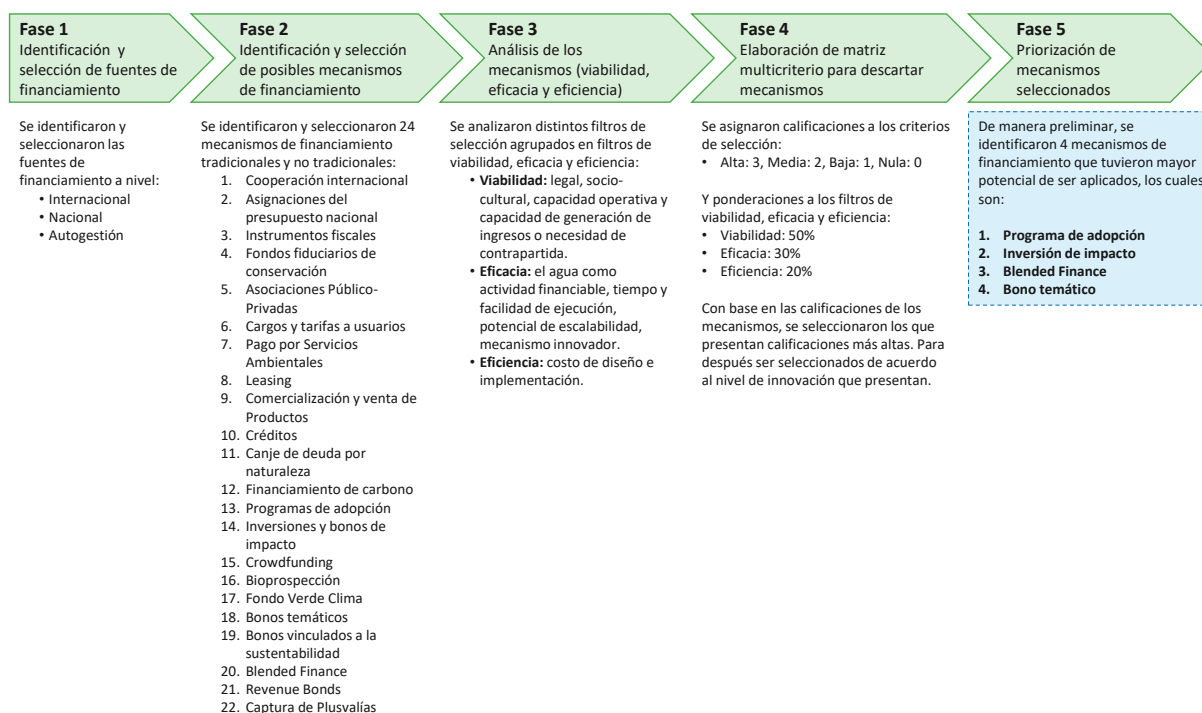 Fase 1
Identificación y
selección de fuentes de
financiamiento
Fase 2
Identificación y selección
de posibles mecanismos
de financiamiento
Fase 3
Análisis de los
mecanismos (viabilidad,
eficacia y eficiencia)
Fase 4
Elaboración de matriz
multicriterio para descartar
mecanismos
Fase 5
Priorización de
mecanismos
seleccionados
Se identificaron y
seleccionaron las
fuentes de
financiamiento a nivel:
• Internacional
• Nacional
• Autogestión
Se identificaron y seleccionaron 24
mecanismos de financiamiento
tradicionales y no tradicionales:
1. Cooperación internacional
2. Asignaciones del
presupuesto nacional
3. Instrumentos fiscales
4. Fondos fiduciarios de
conservación
5. Asociaciones Público-
Privadas
6. Cargos y tarifas a usuarios
7. Pago por Servicios
Ambientales
8. Leasing
9. Comercialización y venta de
Productos
10. Créditos
11. Canje de deuda por
naturaleza
12. Financiamiento de carbono
13. Programas de adopción
14. Inversiones y bonos de
impacto
15. Crowdfunding
16. Bioprospección
17. Fondo Verde Clima
18. Bonos temáticos
19. Bonos vinculados a la
sustentabilidad
20. Blended Finance
21. Revenue Bonds
22. Captura de Plusvalías
Se analizaron distintos filtros de
selección agrupados en filtros de
viabilidad, eficacia y eficiencia:
• Viabilidad: legal, socio-
cultural, capacidad operativa y
capacidad de generación de
ingresos o necesidad de
contrapartida.
• Eficacia: el agua como
actividad financiable, tiempo y
facilidad de ejecución,
potencial de escalabilidad,
mecanismo innovador.
• Eficiencia: costo de diseño e
implementación.
Se asignaron calificaciones a los criterios
de selección:
• Alta: 3, Media: 2, Baja: 1, Nula: 0
Y ponderaciones a los filtros de
viabilidad, eficacia y eficiencia:
• Viabilidad: 50%
• Eficacia: 30%
• Eficiencia: 20%
Con base en las calificaciones de los
mecanismos, se seleccionaron los que
presentan calificaciones más altas. Para
después ser seleccionados de acuerdo
al nivel de innovación que presentan.
De manera preliminar, se
identificaron 4 mecanismos de
financiamiento que tuvieron mayor
potencial de ser aplicados, los cuales
son:
1. Programa de adopción
2. Inversión de impacto
3. Blended Finance
4. Bono temático